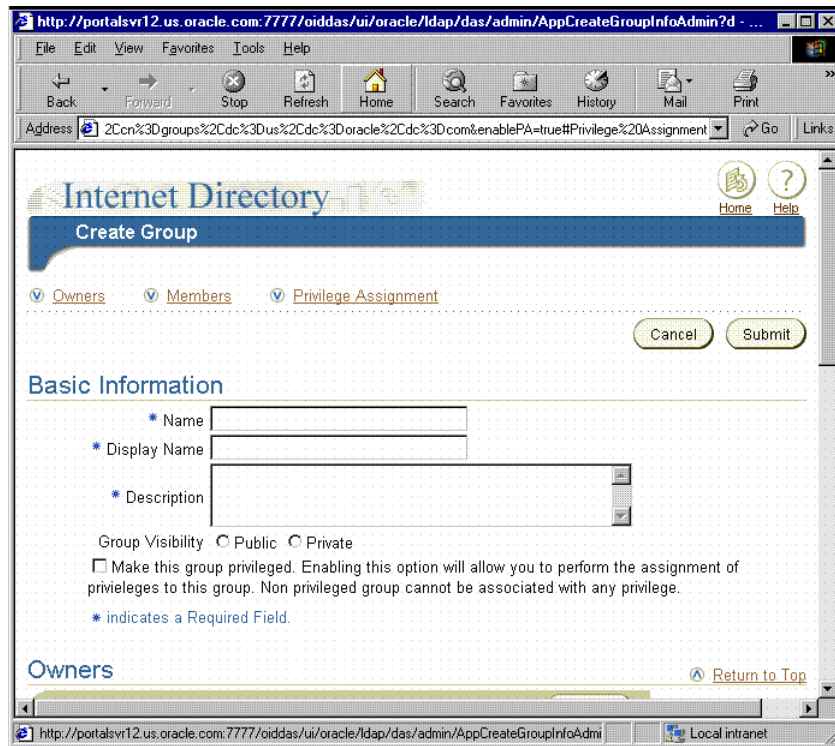 http://portalsvr12.us.oracle.com:7777/oiddas/ui/oracle/ldap/das/admin/AppCreateGroupInfoAdmin?d - ...
File Edit View Favorites Tools Help
Back Forward Stop Refresh Home Search Favorites History Mail Print »
Address 2Ccn%3Dgroups%2Cdc%3Dus%2Cdc%3Doracle%2Cdc%3Dcom&enablePA=true#Privilege%20Assignment Go Links
Internet Directory
Home Help
Create Group
Owners Members Privilege Assignment
Cancel Submit
Basic Information
* Name
* Display Name
* Description
Group Visibility Public Private
Make this group privileged. Enabling this option will allow you to perform the assignment of
privieleges to this group. Non privileged group cannot be associated with any privilege.
* indicates a Required Field.
Owners
Return to Top
http://portalsvr12.us.oracle.com:7777/oiddas/ui/oracle/ldap/das/admin/AppCreateGroupInfoAdmi Local intranet